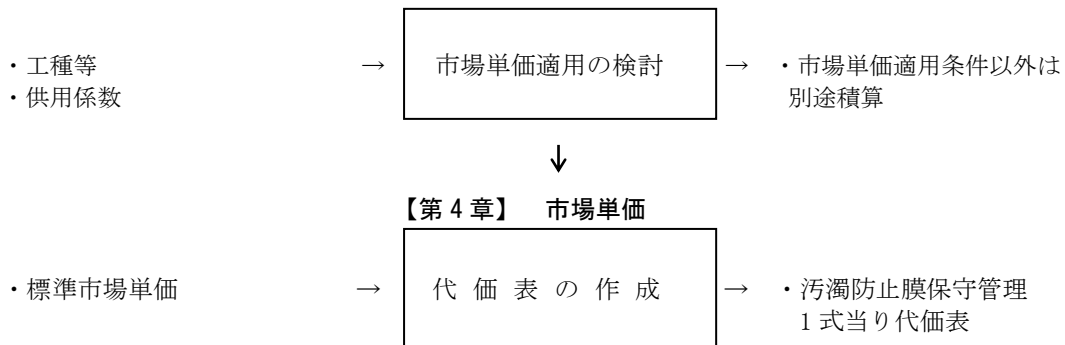 ・工種等 → 市場単価適用の検討 → ・市場単価適用条件以外は
・供用係数 別途積算
↓
【第4章】 市場単価
・標準市場単価 → 代 価 表 の 作 成 → ・汚濁防止膜保守管理
1式当り代価表